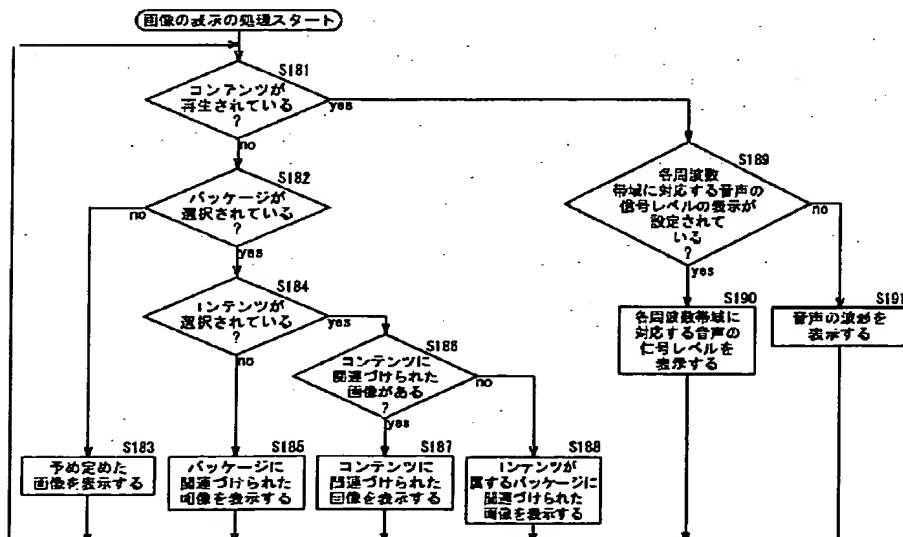 画像の表示の処理スタート
S181
コンテンツが
再生されている
?
yes
no
S182
パッケージが
選択されている
?
no
yes
S184
コンテンツが
選択されている
?
yes
no
S186
コンテンツに
関連づけられた
画像がある
?
no
yes
S189
各周波数
帯域に対応する音声の
信号レベルの表示が
設定されて
いる
?
no
yes
S183
予め定めた
画像を表示する
S185
パッケージに
関連づけられた
画像を表示する
S187
コンテンツに
関連づけられた
画像を表示する
S188
コンテンツが
属するパッケージに
関連づけられた
画像を表示する
S190
各周波数帯域に
対応する音声の
信号レベルを
表示する
S191
音声の波形を
表示する